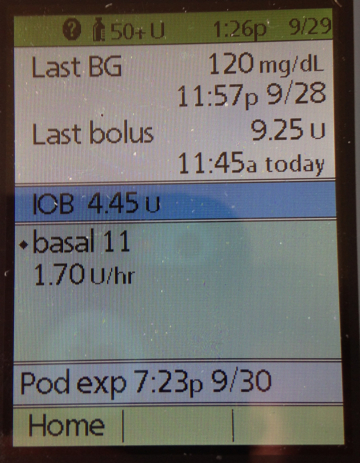 50+ U 1:26p 9/29
Last BG 120 mg/dL
11:57p 9/28
Last bolus 9.25 U
11:45a today
IOB 4.45 U
basal 11
1.70 U/hr
Pod exp 7:23p 9/30
Home